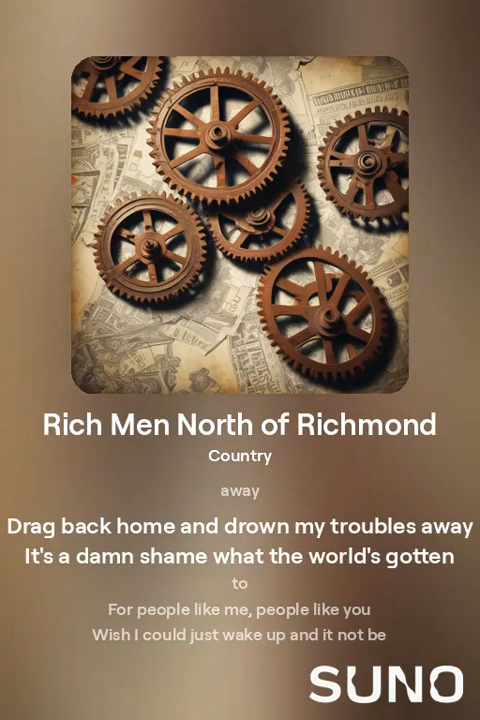 Rich Men North of Richmond
Country
away
Drag back home and drown my troubles away
It's a damn shame what the world's gotten
to
For people like me, people like you
Wish I could just wake up and it not be
SUNO